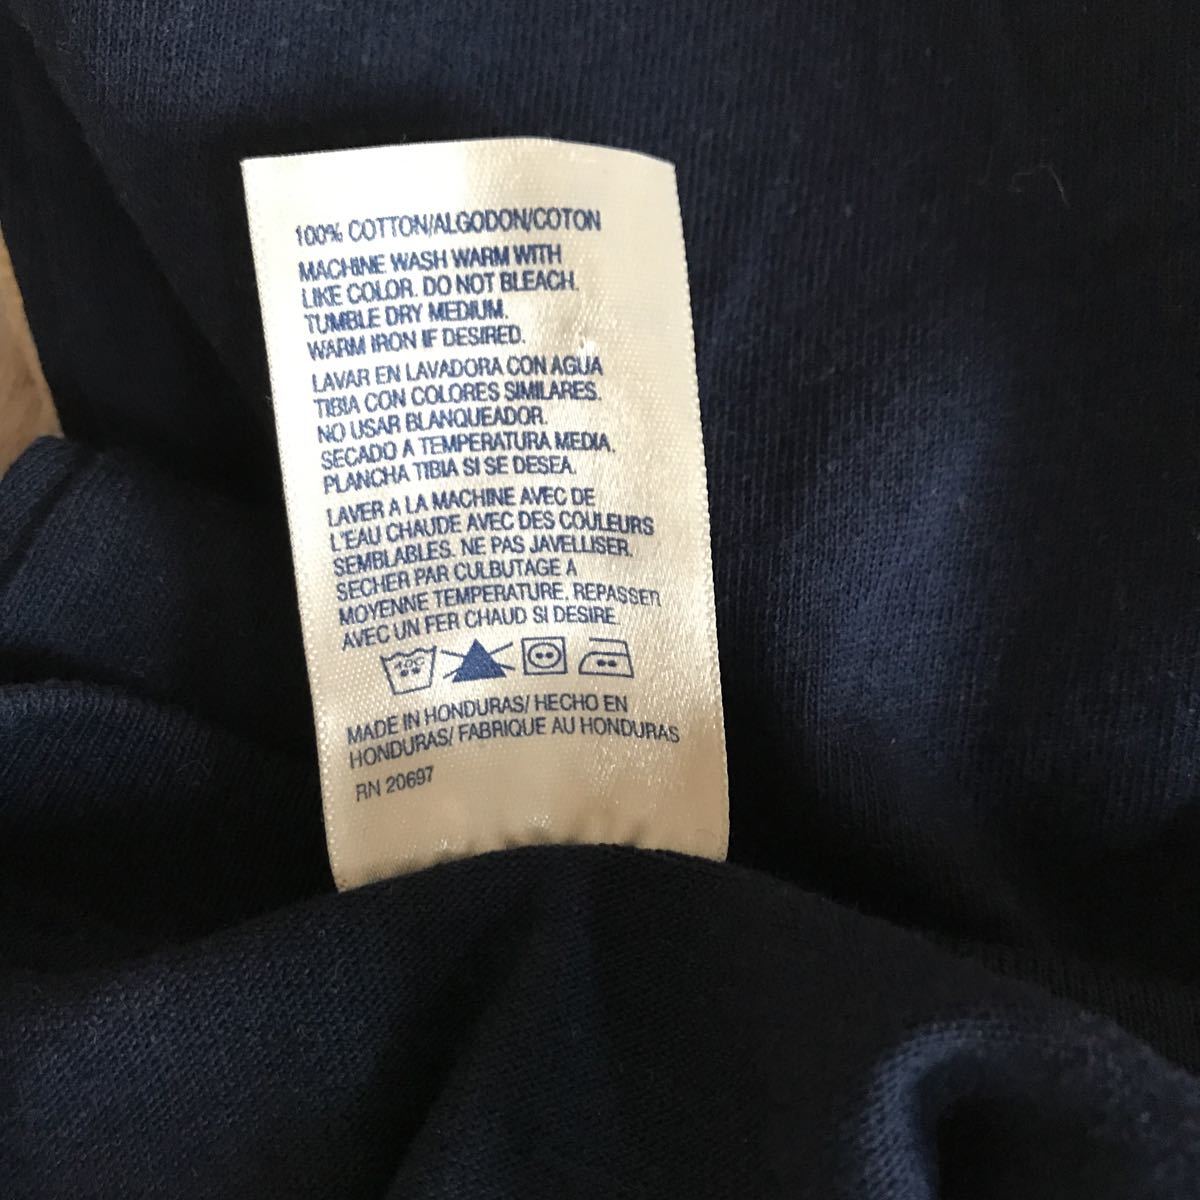 100% COTTON/ALGODON/COTON
MACHINE WASH WARM WITH
LIKE COLOR. DO NOT BLEACH.
TUMBLE DRY MEDIUM.
WARM IRON IF DESIRED.
LAVAR EN LAVADORA CON AGUA
TIBIA CON COLORES SIMILARES.
NO USAR BLANQUEADOR.
SECADO A TEMPERATURA MEDIA.
PLANCHA TIBIA SI SE DESEA.
LAVER A LA MACHINE AVEC DE
L'EAU CHAUDE AVEC DES COULEURS
SEMBLABLES. NE PAS JAVELLISER.
SECHER PAR CULBUTAGE A
MOYENNE TEMPERATURE. REPASSER
AVEC UN FER CHAUD SI DESIRE.
40C
MADE IN HONDURAS/ HECHO EN
HONDURAS/ FABRIQUE AU HONDURAS
RN 20697